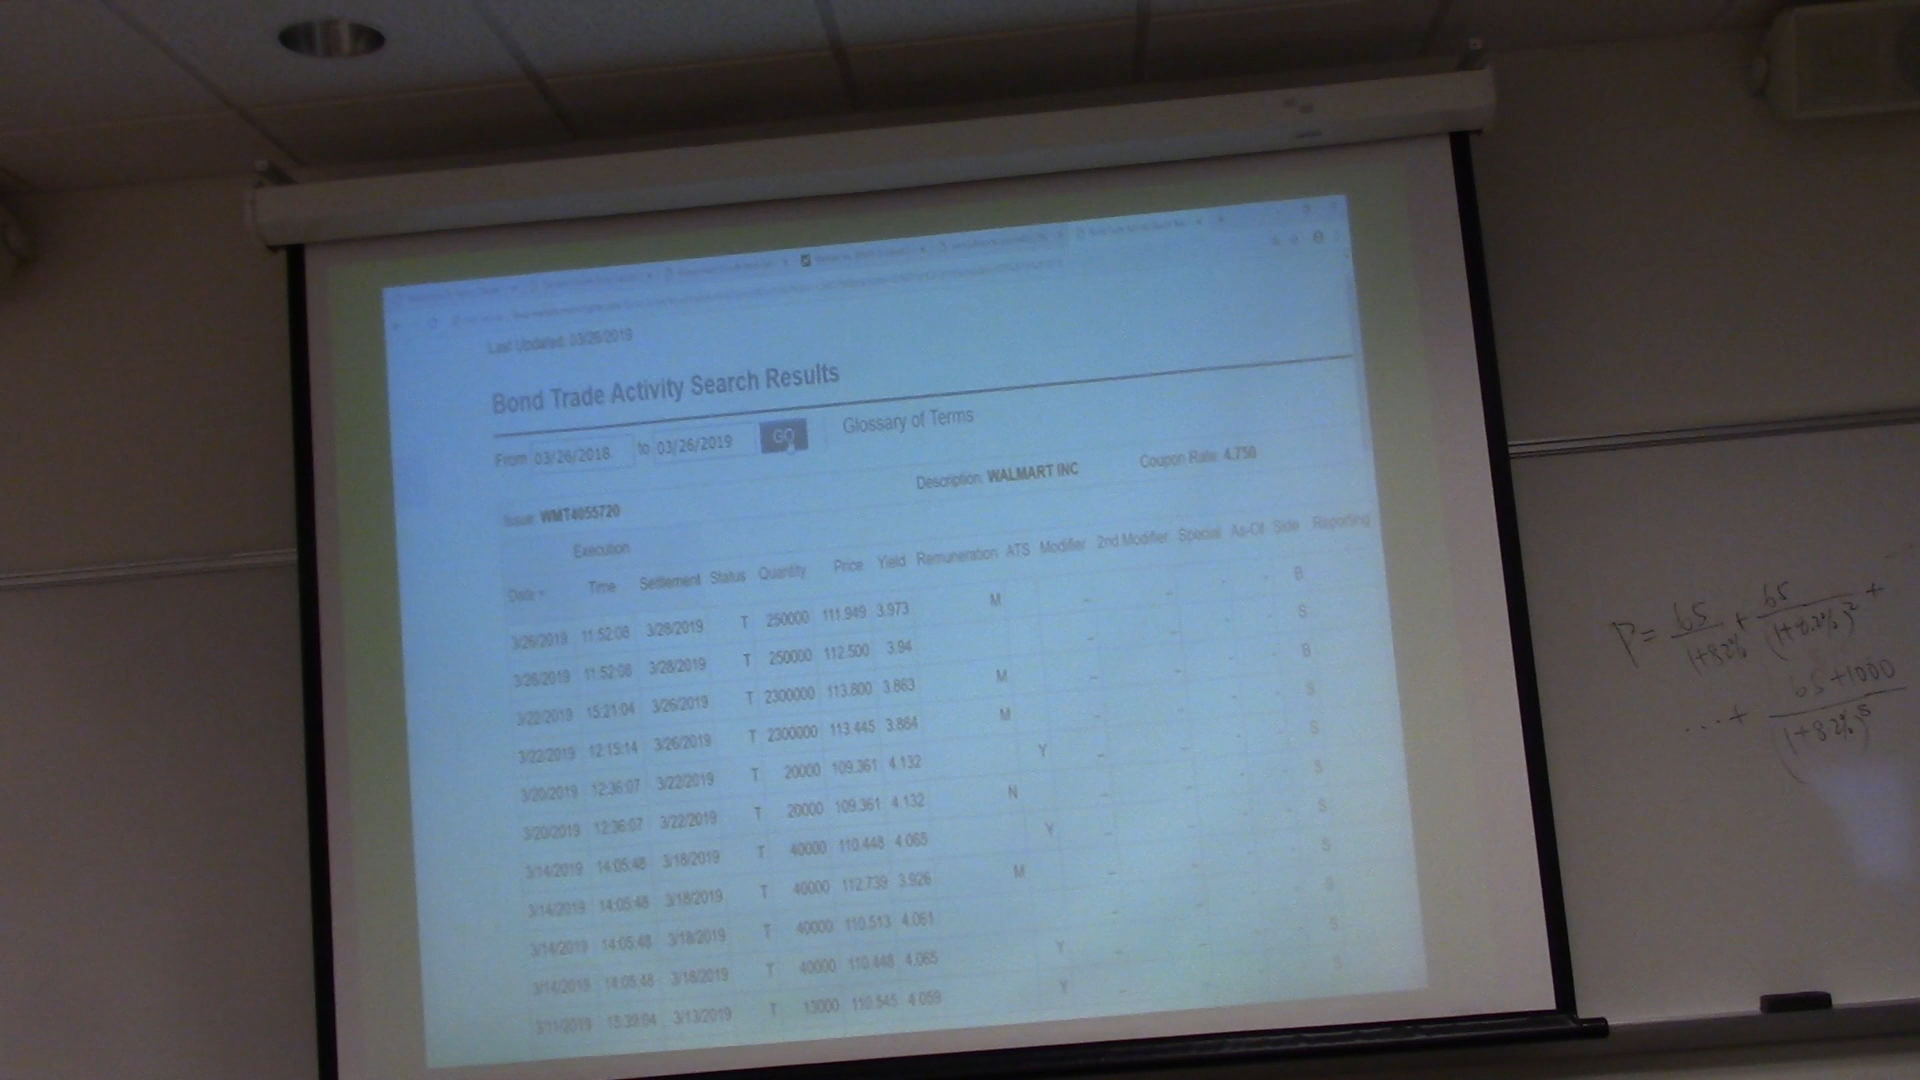 Last Updated: 03/26/2019
Bond Trade Activity Search Results
From 03/26/2018 to 03/26/2019 GO Glossary of Terms
Issue: WMT4055720 Description: WALMART INC Coupon Rate: 4.750
Execution
Date Time Settlement Status Quantity Price Yield Remuneration ATS Modifier 2nd Modifier Special As-Of Side Reporting
3/26/2019 11:52:08 3/28/2019 T 250000 111.949 3.973 M - - - - B
3/26/2019 11:52:08 3/28/2019 T 250000 112.500 3.94 - - - - S
3/22/2019 15:21:04 3/26/2019 T 2300000 113.800 3.863 M - - - - B
3/22/2019 12:15:14 3/26/2019 T 2300000 113.445 3.884 M - - - - S
3/20/2019 12:36:07 3/22/2019 T 20000 109.361 4.132 Y - - - - S
3/20/2019 12:36:07 3/22/2019 T 20000 109.361 4.132 N - - - - S
3/14/2019 14:05:48 3/18/2019 T 40000 110.448 4.065 Y - - - - S
3/14/2019 14:05:48 3/18/2019 T 40000 112.739 3.926 M - - - - S
3/14/2019 14:05:48 3/18/2019 T 40000 110.513 4.061 - - - -
3/14/2019 14:05:48 3/18/2019 T 40000 110.448 4.065 Y - - - - S
3/11/2019 15:39:04 3/13/2019 T 13000 110.545 4.059 Y - - - -
P = 65 / 1+8.2% + 65 / (1+8.2%)² +
... + 65+1000 / (1+8.2%)⁵